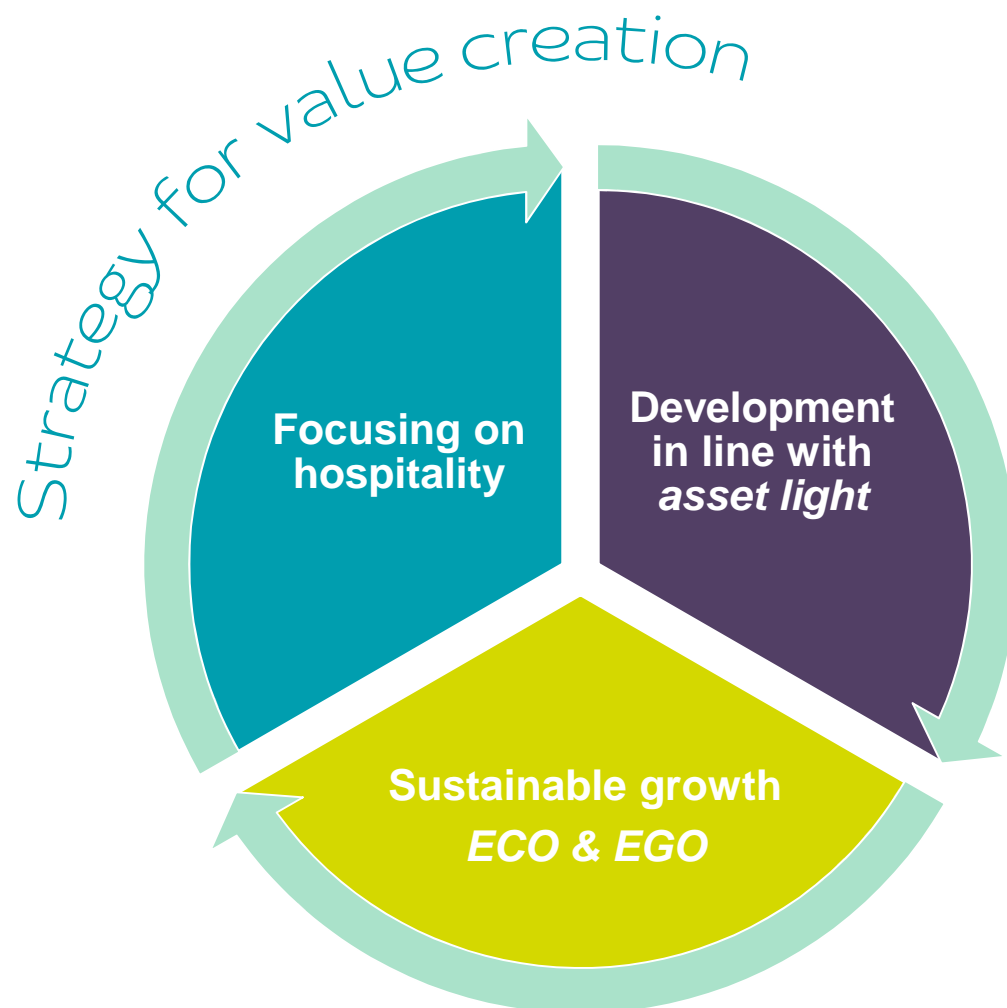 Strategy for value creation
Focusing on
hospitality
Development
in line with
asset light
Sustainable growth
ECO & EGO